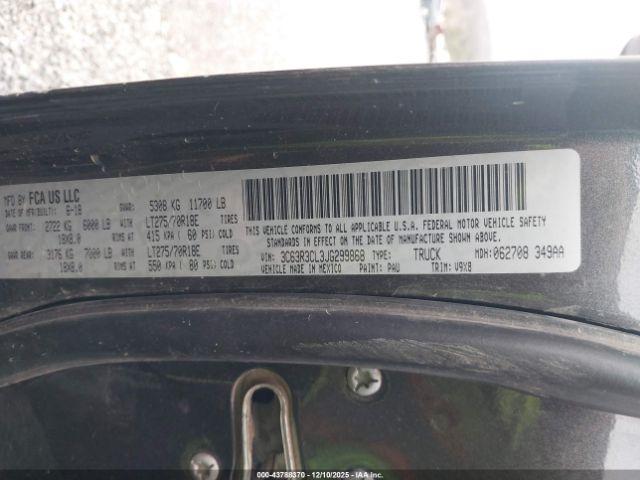 MFD BY FCA US LLC
DATE OF MFR/BUILT: 6-18 GVWR: 5308 KG 11700 LB
GAWR FRONT: 2722 KG 6000 LB WITH LT275/70R18E TIRES
18X8.0 RIMS AT 415 KPA ( 60 PSI) COLD
GAWR REAR: 3176 KG 7000 LB WITH LT275/70R18E TIRES
18X8.0 RIMS AT 550 KPA ( 80 PSI) COLD
THIS VEHICLE CONFORMS TO ALL APPLICABLE U.S.A. FEDERAL MOTOR VEHICLE SAFETY
STANDARDS IN EFFECT ON THE DATE OF MANUFACTURE SHOWN ABOVE.
VIN: 3C63R3CL3JG299868 TYPE: TRUCK MDH: 062708 349AA
VEHICLE MADE IN MEXICO PAINT: PAU TRIM: V9X8
© IAA - 43788370 - 12/10/2025 - © IAA